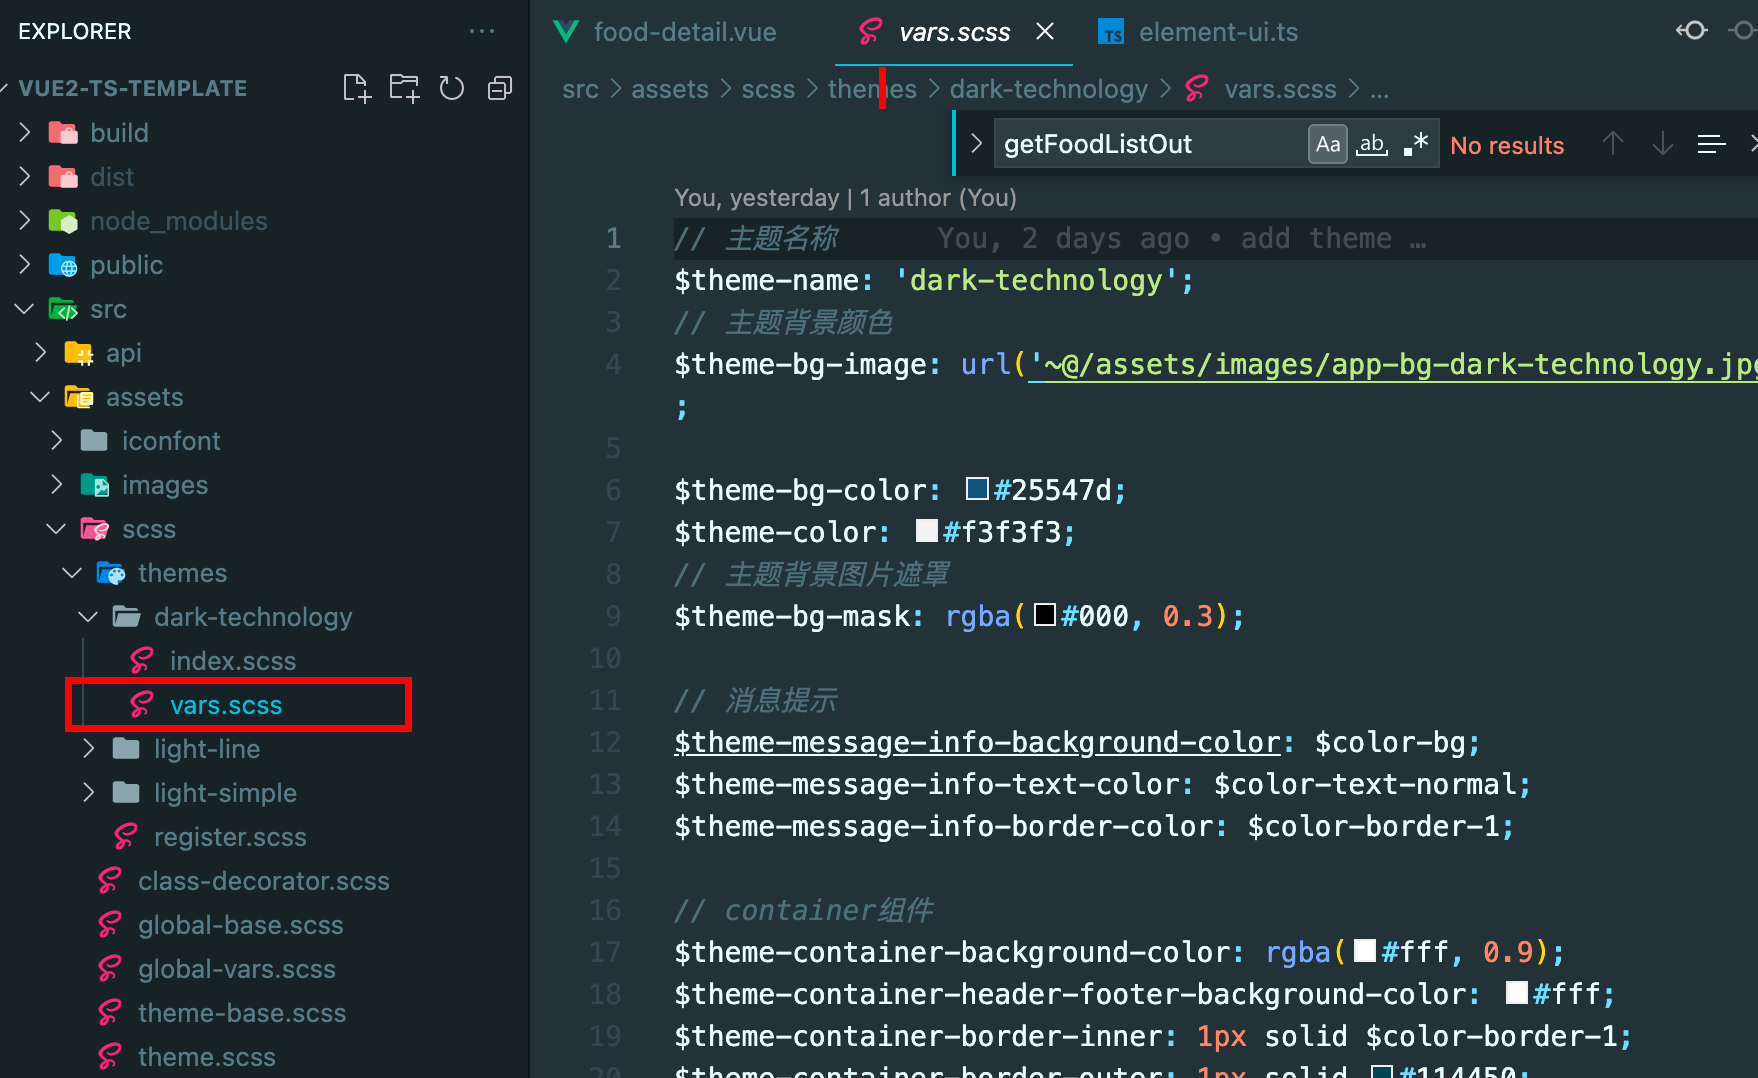 EXPLORER
VUE2-TS-TEMPLATE
build
dist
node_modules
public
src
api
assets
iconfont
images
scss
themes
dark-technology
index.scss
vars.scss
light-line
light-simple
register.scss
class-decorator.scss
global-base.scss
global-vars.scss
theme-base.scss
theme.scss
food-detail.vue
vars.scss
TS element-ui.ts
src > assets > scss > themes > dark-technology > vars.scss > ...
getFoodListOut Aa ab .* No results
You, yesterday | 1 author (You)
1 // 主题名称 You, 2 days ago • add theme …
2 $theme-name: 'dark-technology';
3 // 主题背景颜色
4 $theme-bg-image: url('~@/assets/images/app-bg-dark-technology.jpg
;
5
6 $theme-bg-color: #25547d;
7 $theme-color: #f3f3f3;
8 // 主题背景图片遮罩
9 $theme-bg-mask: rgba(#000, 0.3);
10
11 // 消息提示
12 $theme-message-info-background-color: $color-bg;
13 $theme-message-info-text-color: $color-text-normal;
14 $theme-message-info-border-color: $color-border-1;
15
16 // container组件
17 $theme-container-background-color: rgba(#fff, 0.9);
18 $theme-container-header-footer-background-color: #fff;
19 $theme-container-border-inner: 1px solid $color-border-1;
20 $theme-container-border-outer: 1px solid #114450;